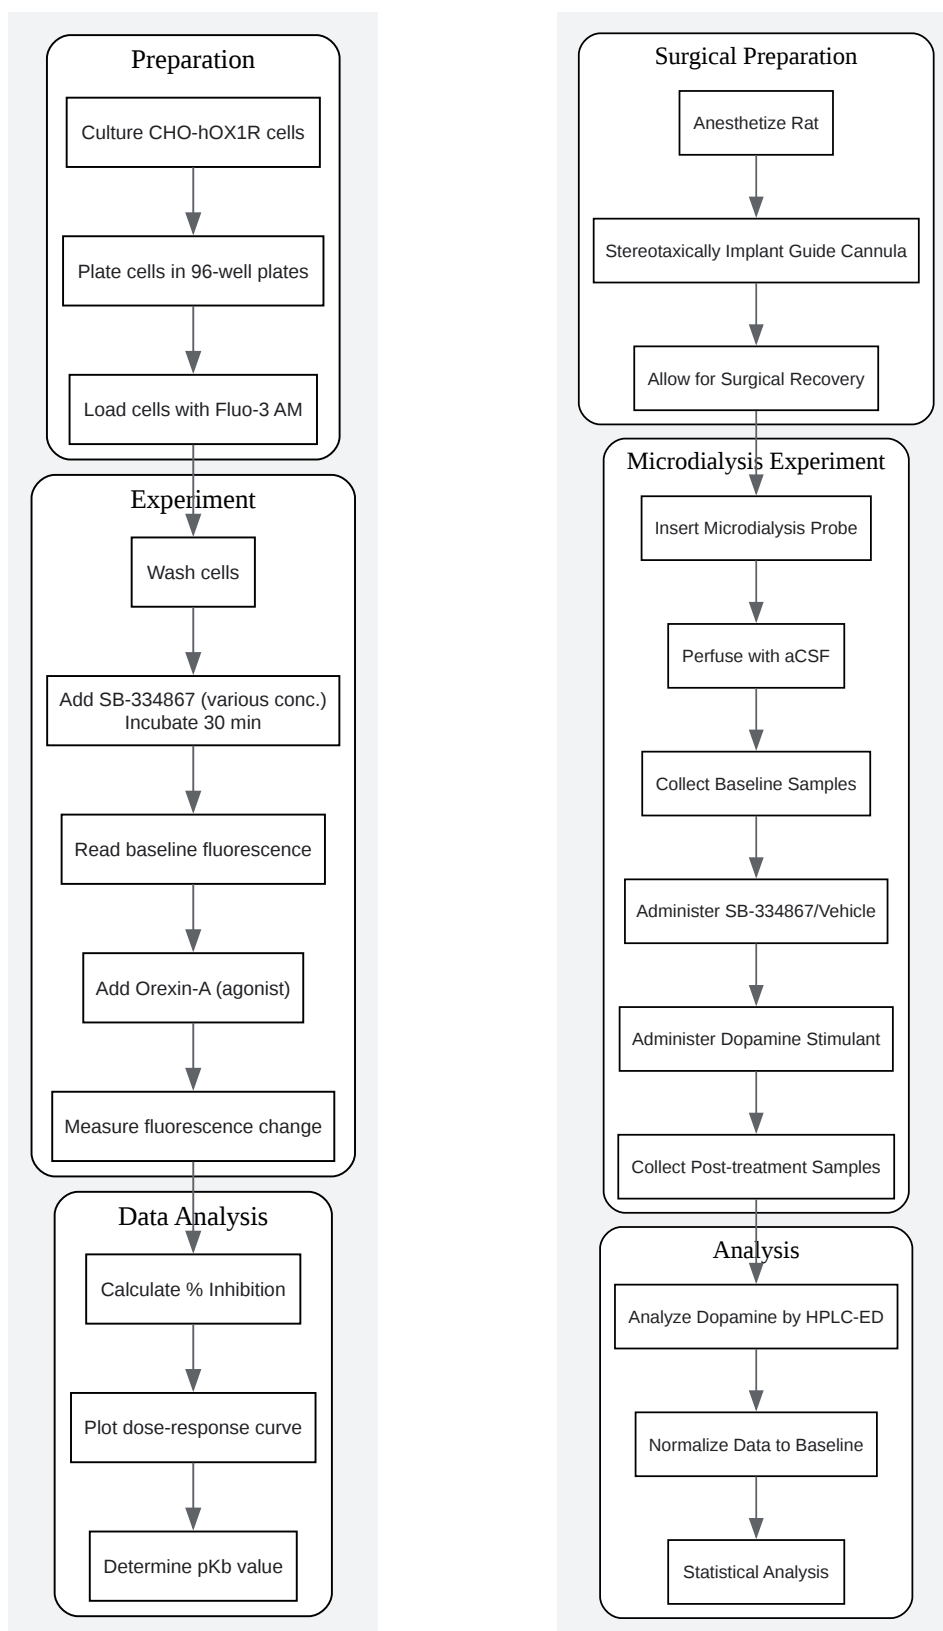 Preparation
Culture CHO-hOX1R cells
Plate cells in 96-well plates
Load cells with Fluo-3 AM
Experiment
Wash cells
Add SB-334867 (various conc.)
Incubate 30 min
Read baseline fluorescence
Add Orexin-A (agonist)
Measure fluorescence change
Data Analysis
Calculate % Inhibition
Plot dose-response curve
Determine pKb value
Surgical Preparation
Anesthetize Rat
Stereotaxically Implant Guide Cannula
Allow for Surgical Recovery
Microdialysis Experiment
Insert Microdialysis Probe
Perfuse with aCSF
Collect Baseline Samples
Administer SB-334867/Vehicle
Administer Dopamine Stimulant
Collect Post-treatment Samples
Analysis
Analyze Dopamine by HPLC-ED
Normalize Data to Baseline
Statistical Analysis